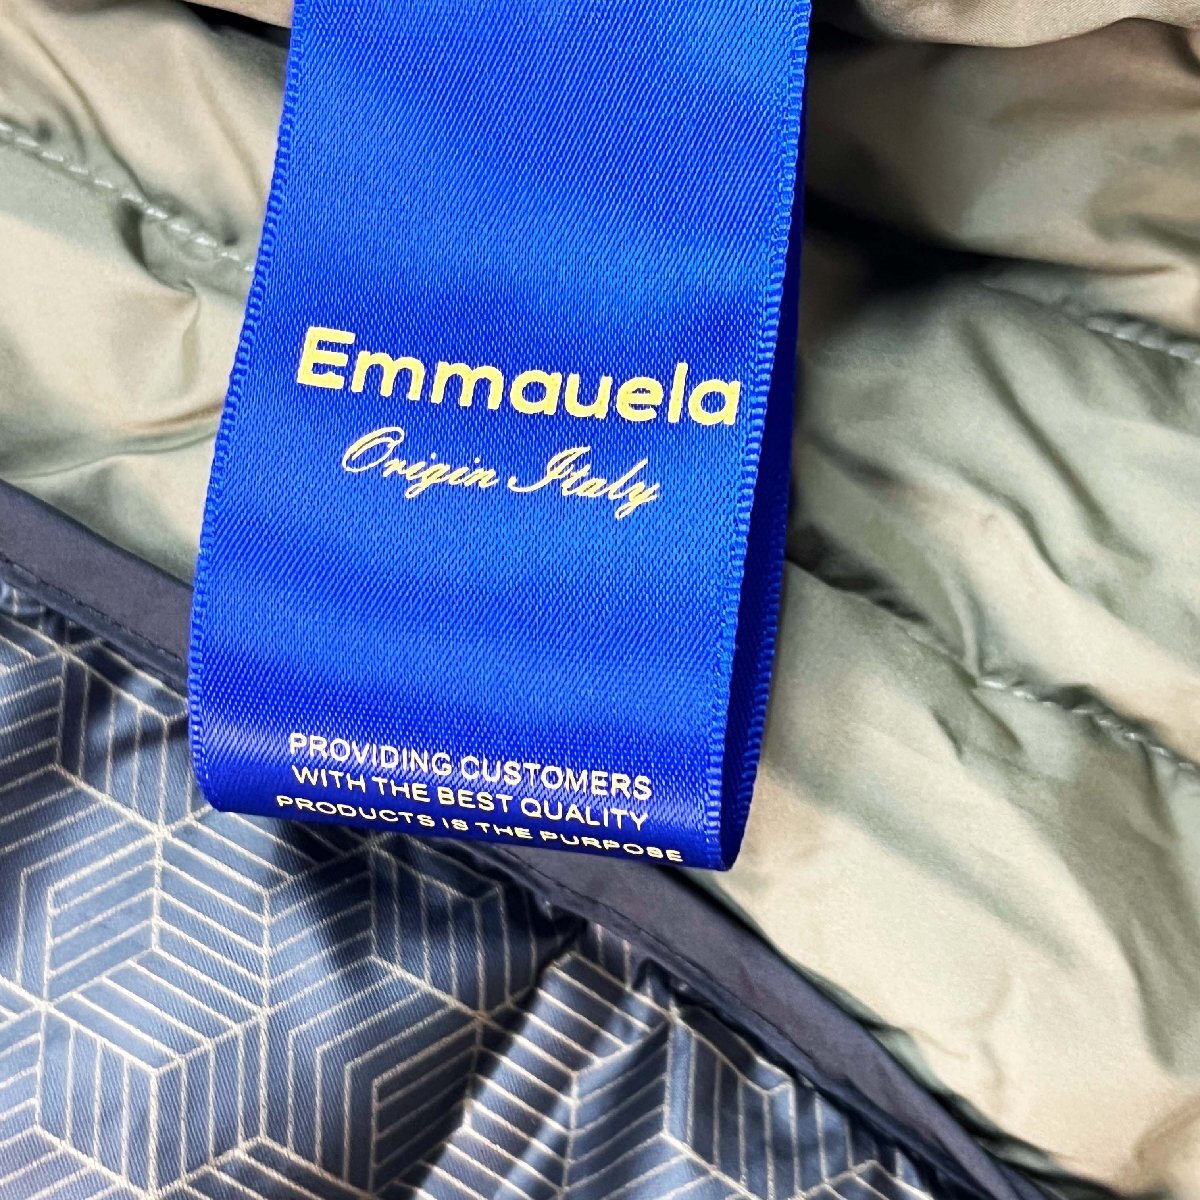 Emmauela
Origin Italy
PROVIDING CUSTOMERS
WITH THE BEST QUALITY
PRODUCTS IS THE PURPOSE